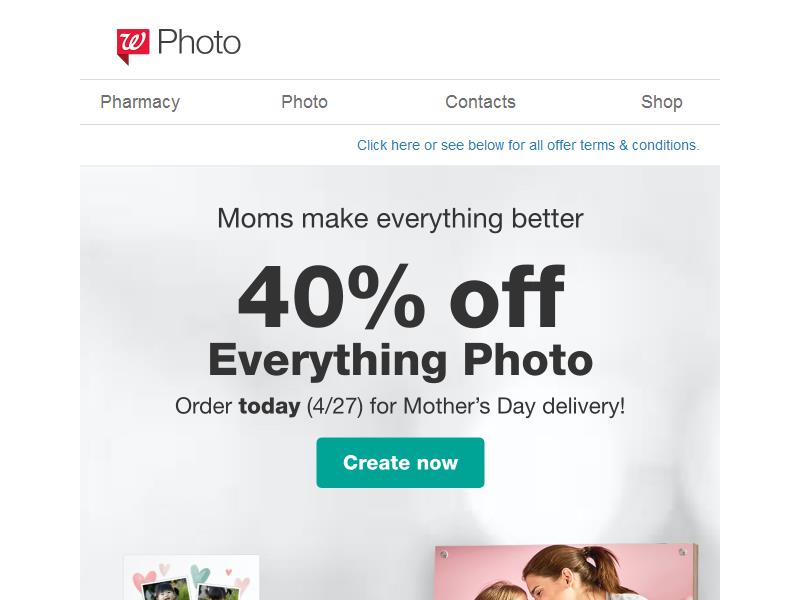 W Photo
Pharmacy Photo Contacts Shop
Click here or see below for all offer terms & conditions.
Moms make everything better
40% off
Everything Photo
Order today (4/27) for Mother’s Day delivery!
Create now